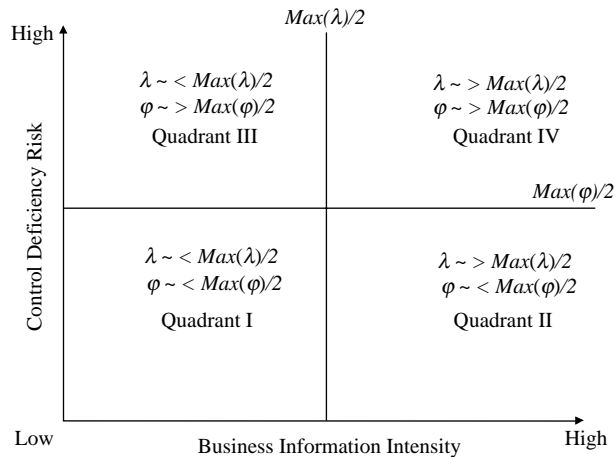 Max(λ)/2
High
λ ~ < Max(λ)/2
φ ~ > Max(φ)/2
Quadrant III
λ ~ > Max(λ)/2
φ ~ > Max(φ)/2
Quadrant IV
Control Deficiency Risk
Max(φ)/2
λ ~ < Max(λ)/2
φ ~ < Max(φ)/2
Quadrant I
λ ~ > Max(λ)/2
φ ~ < Max(φ)/2
Quadrant II
Low
Business Information Intensity
High